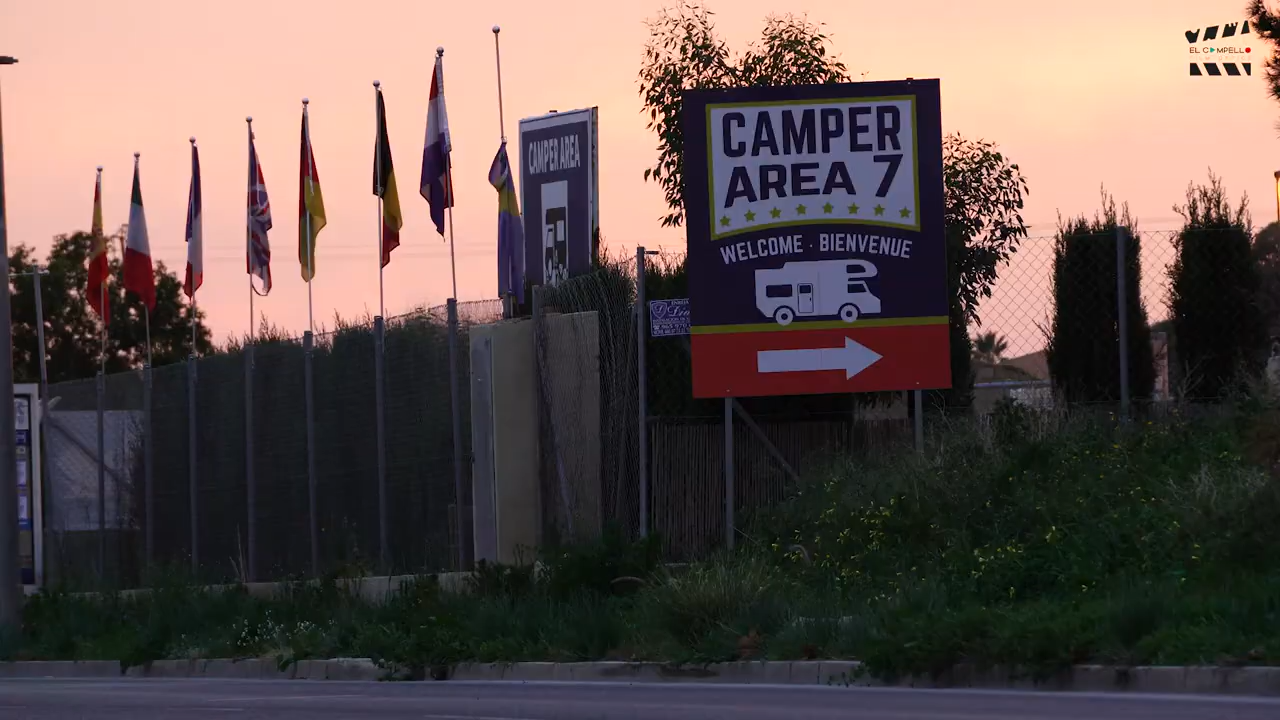 EL CAMPELLO
CAMPER AREA
CAMPER
AREA 7
WELCOME · BIENVENUE